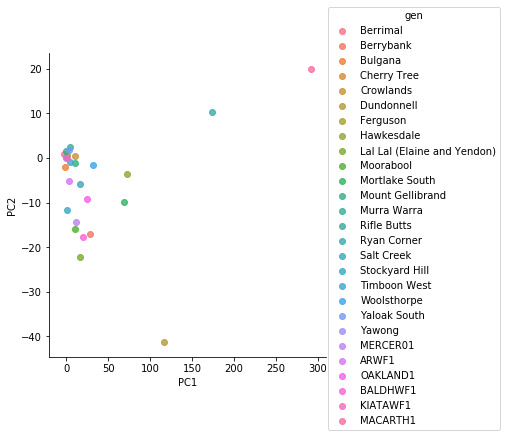 gen
Berrimal
Berrybank
Bulgana
Cherry Tree
Crowlands
Dundonnell
Ferguson
Hawkesdale
Lal Lal (Elaine and Yendon)
Moorabool
Mortlake South
Mount Gellibrand
Murra Warra
Rifle Butts
Ryan Corner
Salt Creek
Stockyard Hill
Timboon West
Woolsthorpe
Yaloak South
Yawong
MERCER01
ARWF1
OAKLAND1
BALDHWF1
KIATAWF1
MACARTH1
20
10
0
−10
−20
−30
−40
PC2
0 50 100 150 200 250 300
PC1